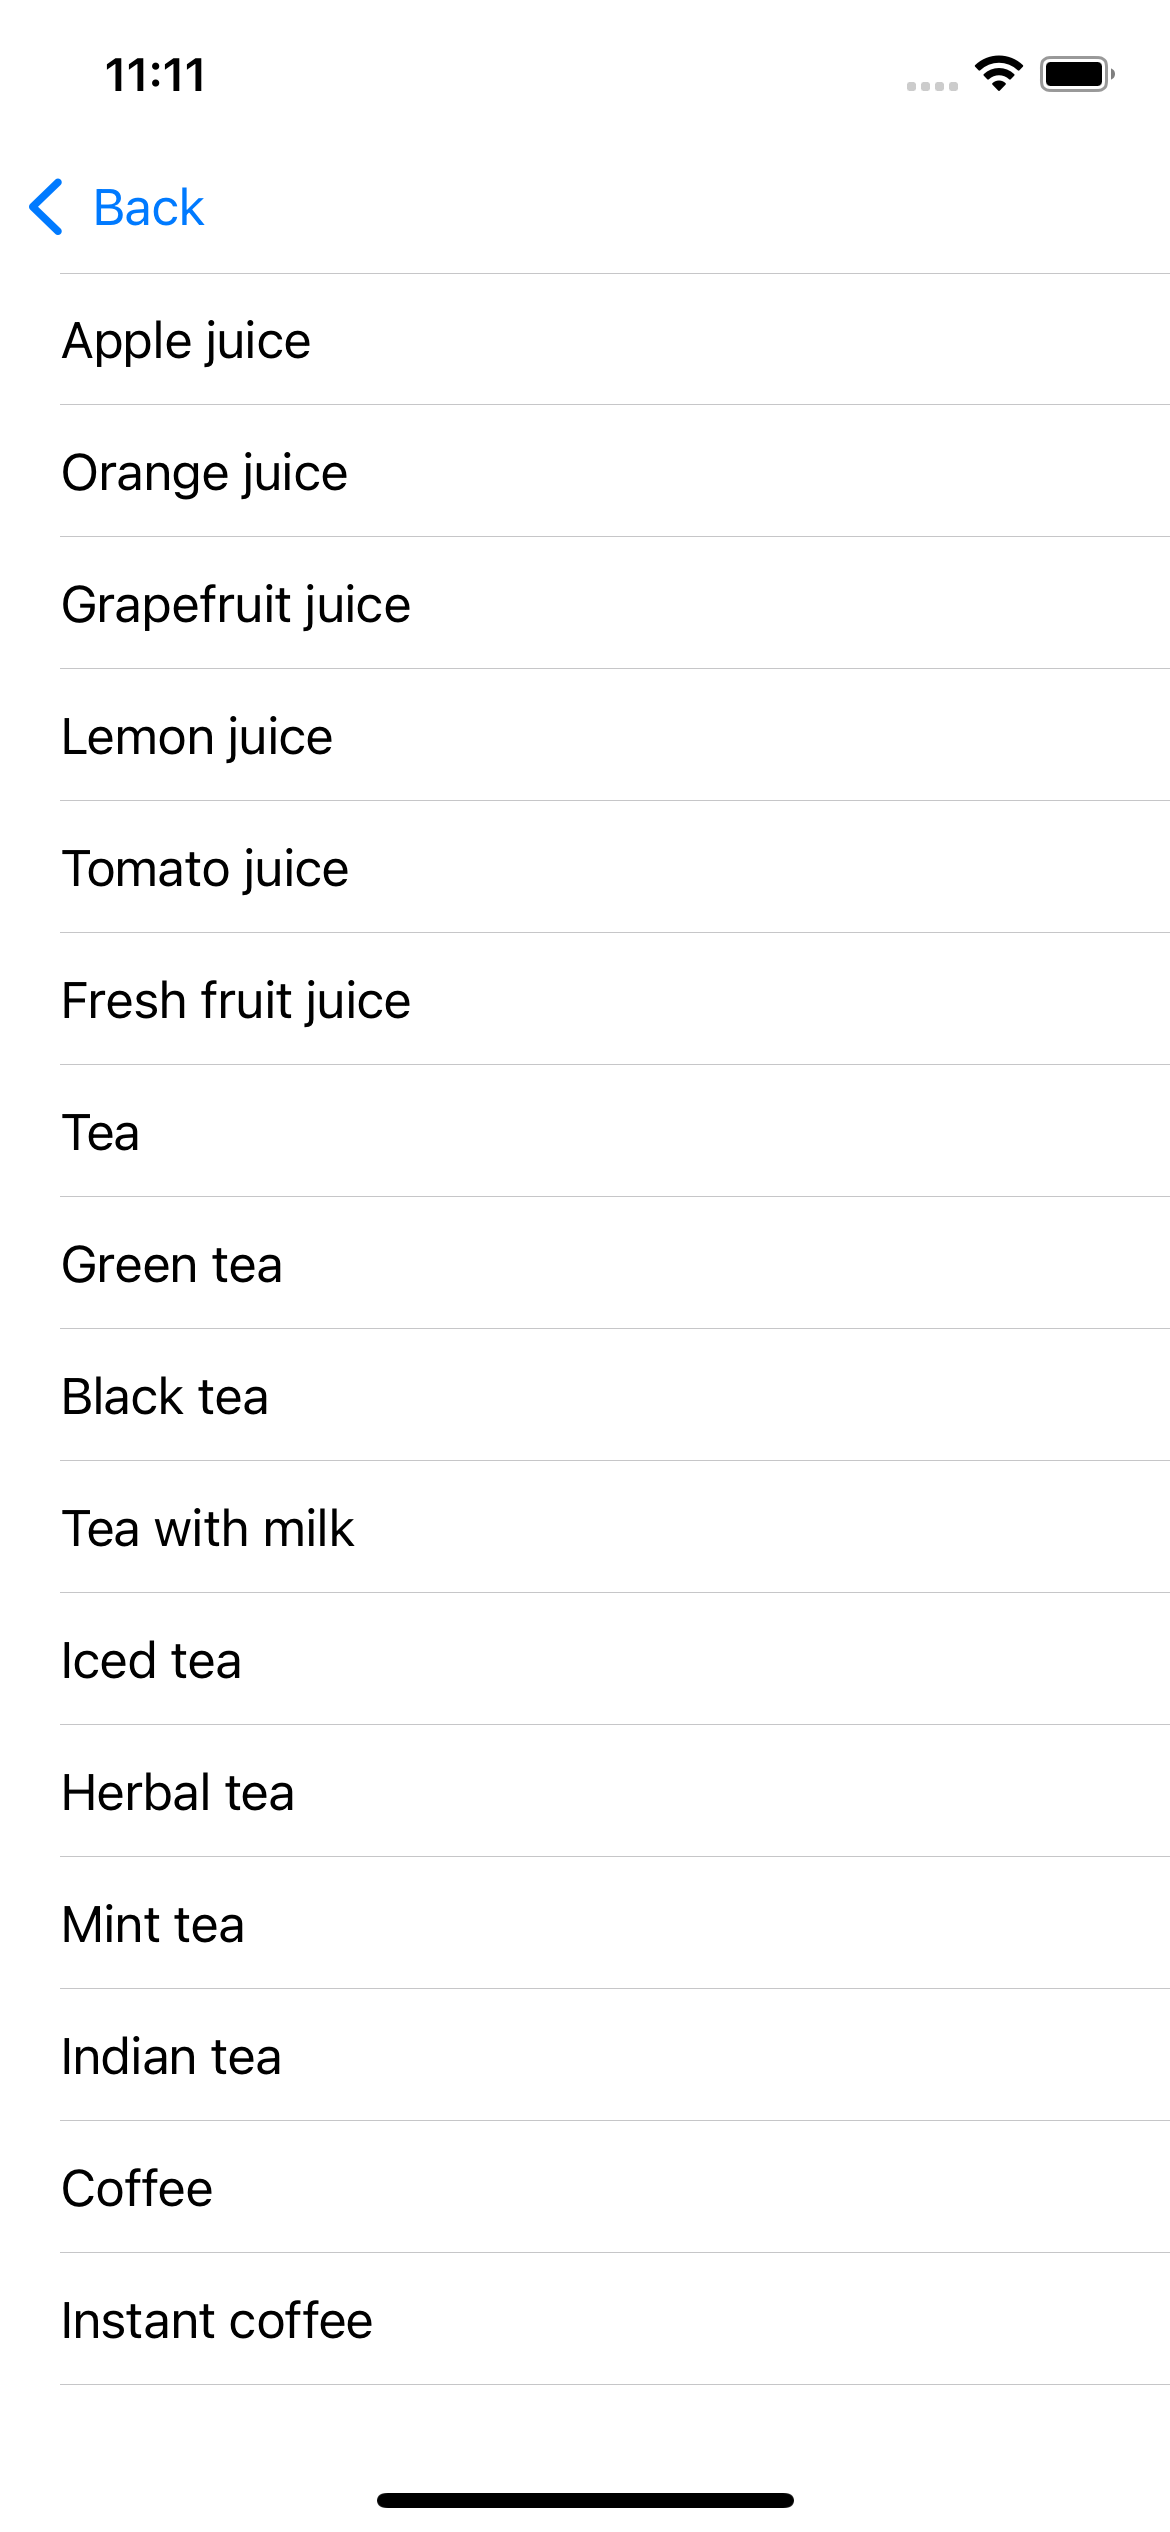 11:11
Back
Apple juice
Orange juice
Grapefruit juice
Lemon juice
Tomato juice
Fresh fruit juice
Tea
Green tea
Black tea
Tea with milk
Iced tea
Herbal tea
Mint tea
Indian tea
Coffee
Instant coffee